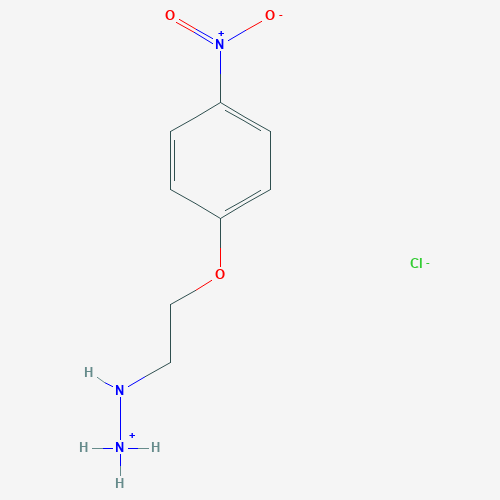 O N + O -
O
Cl -
H N
H N + H
H